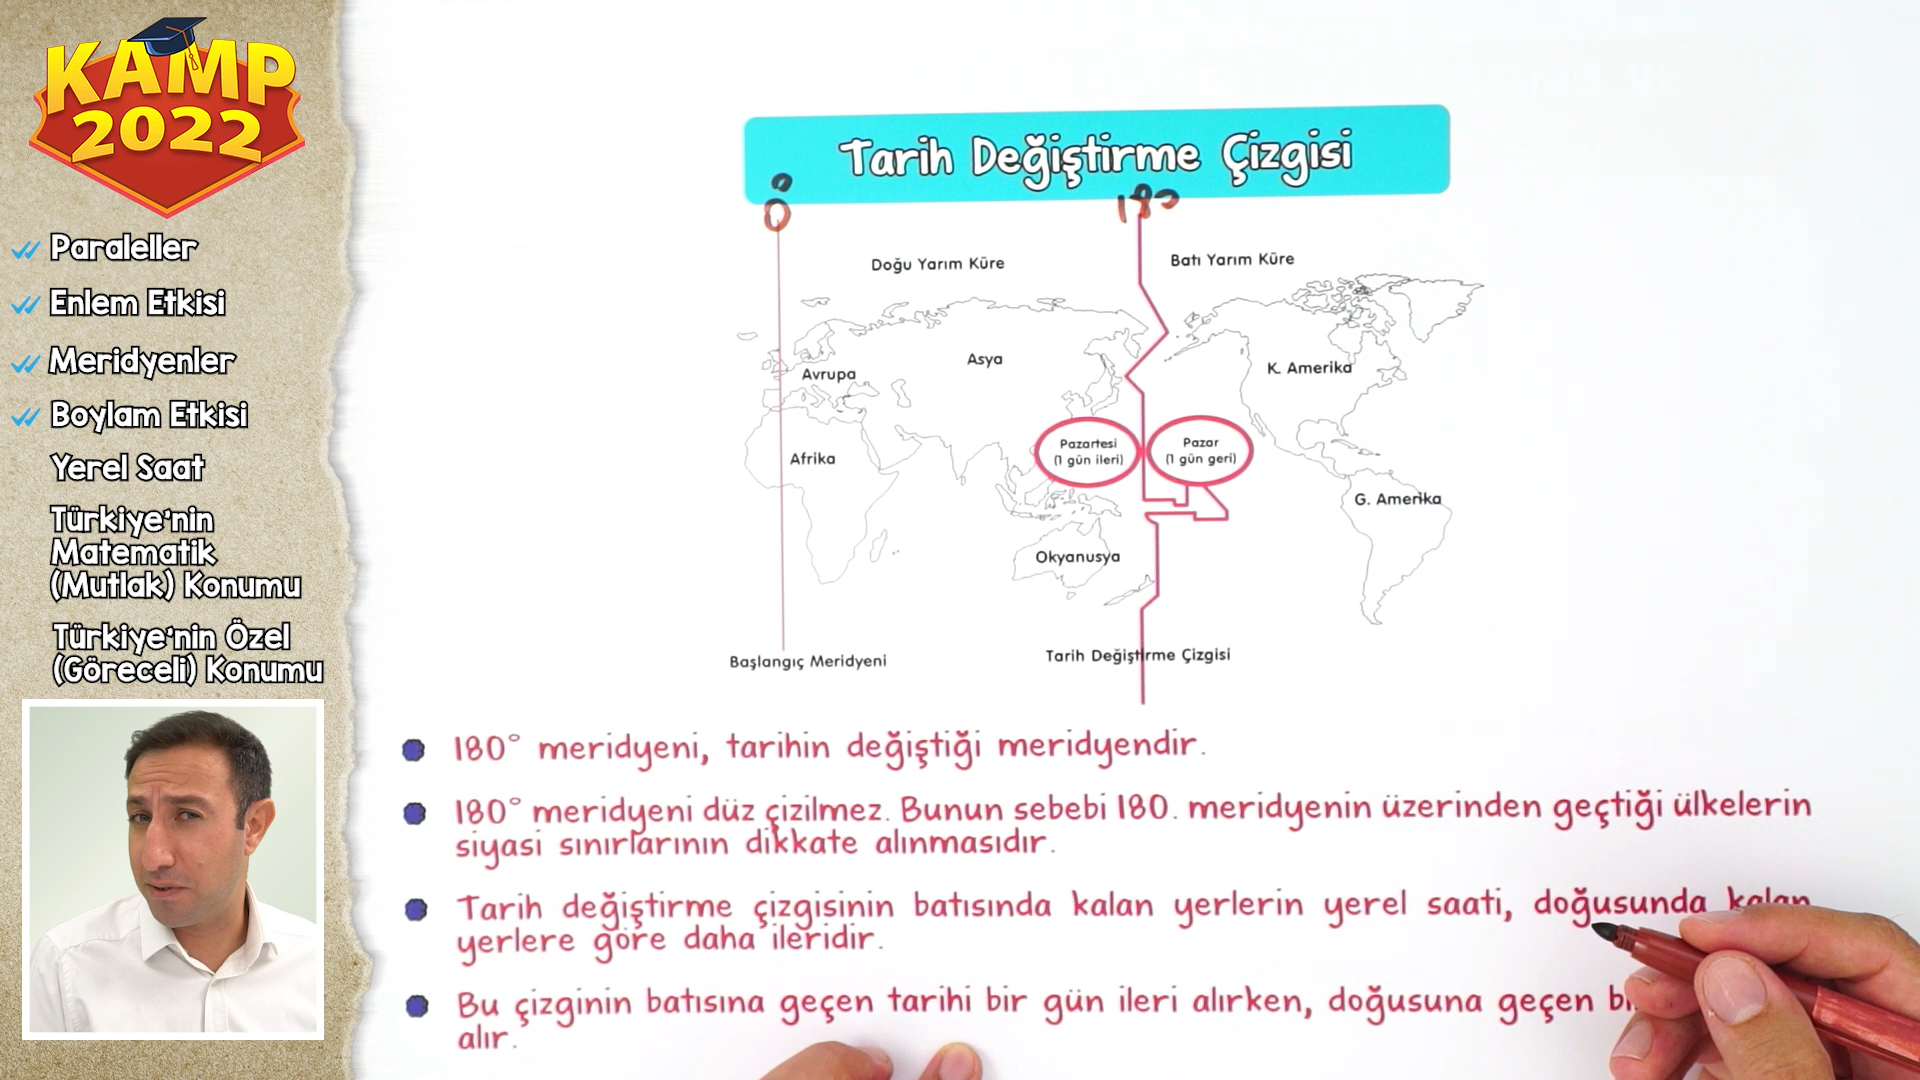 KAMP
2022
Paraleller
Enlem Etkisi
Meridyenler
Boylam Etkisi
Yerel Saat
Türkiye'nin
Matematik
(Mutlak) Konumu
Türkiye'nin Özel
(Göreceli) Konumu
Tarih Değiştirme Çizgisi
0°
180
Doğu Yarım Küre
Batı Yarım Küre
Asya
Avrupa
K. Amerika
Pazartesi
(1 gün ileri)
Pazar
(1 gün geri)
Afrika
G. Amerika
Okyanusya
Başlangıç Meridyeni
Tarih Değiştirme Çizgisi
180° meridyeni, tarihin değiştiği meridyendir.
180° meridyeni düz çizilmez. Bunun sebebi 180. meridyenin üzerinden geçtiği ülkelerin
siyasi sınırlarının dikkate alınmasıdır.
Tarih değiştirme çizgisinin batısında kalan yerlerin yerel saati, doğusunda kalan
yerlere göre daha ileridir.
Bu çizginin batısına geçen tarihi bir gün ileri alırken, doğusuna geçen
alır.